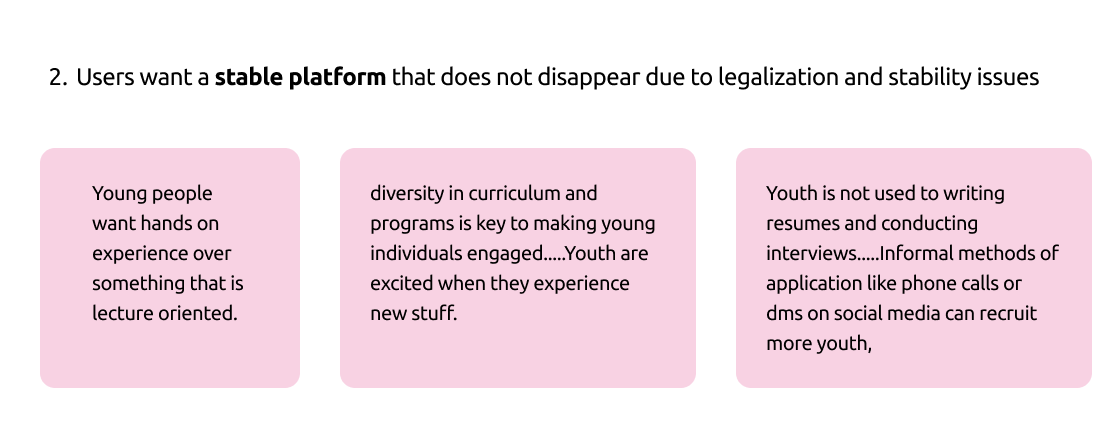 2. Users want a stable platform that does not disappear due to legalization and stability issues
Young people
want hands on
experience over
something that is
lecture oriented.
diversity in curriculum and
programs is key to making young
individuals engaged.....Youth are
excited when they experience
new stuff.
Youth is not used to writing
resumes and conducting
interviews.....Informal methods of
application like phone calls or
dms on social media can recruit
more youth,